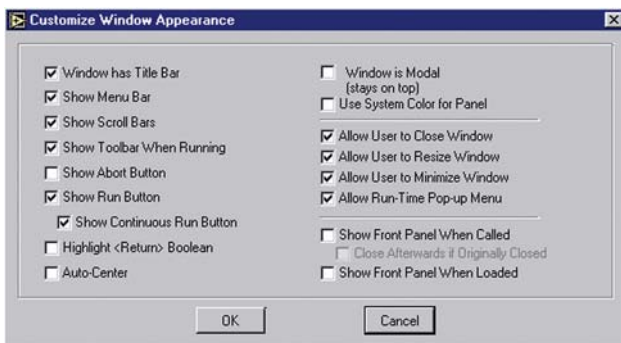 Customize Window Appearance
Window has Title Bar
Show Menu Bar
Show Scroll Bars
Show Toolbar When Running
Show Abort Button
Show Run Button
Show Continuous Run Button
Highlight <Return> Boolean
Auto-Center
Window is Modal
(stays on top)
Use System Color for Panel
Allow User to Close Window
Allow User to Resize Window
Allow User to Minimize Window
Allow Run-Time Pop-up Menu
Show Front Panel When Called
Close Afterwards if Originally Closed
Show Front Panel When Loaded
OK
Cancel